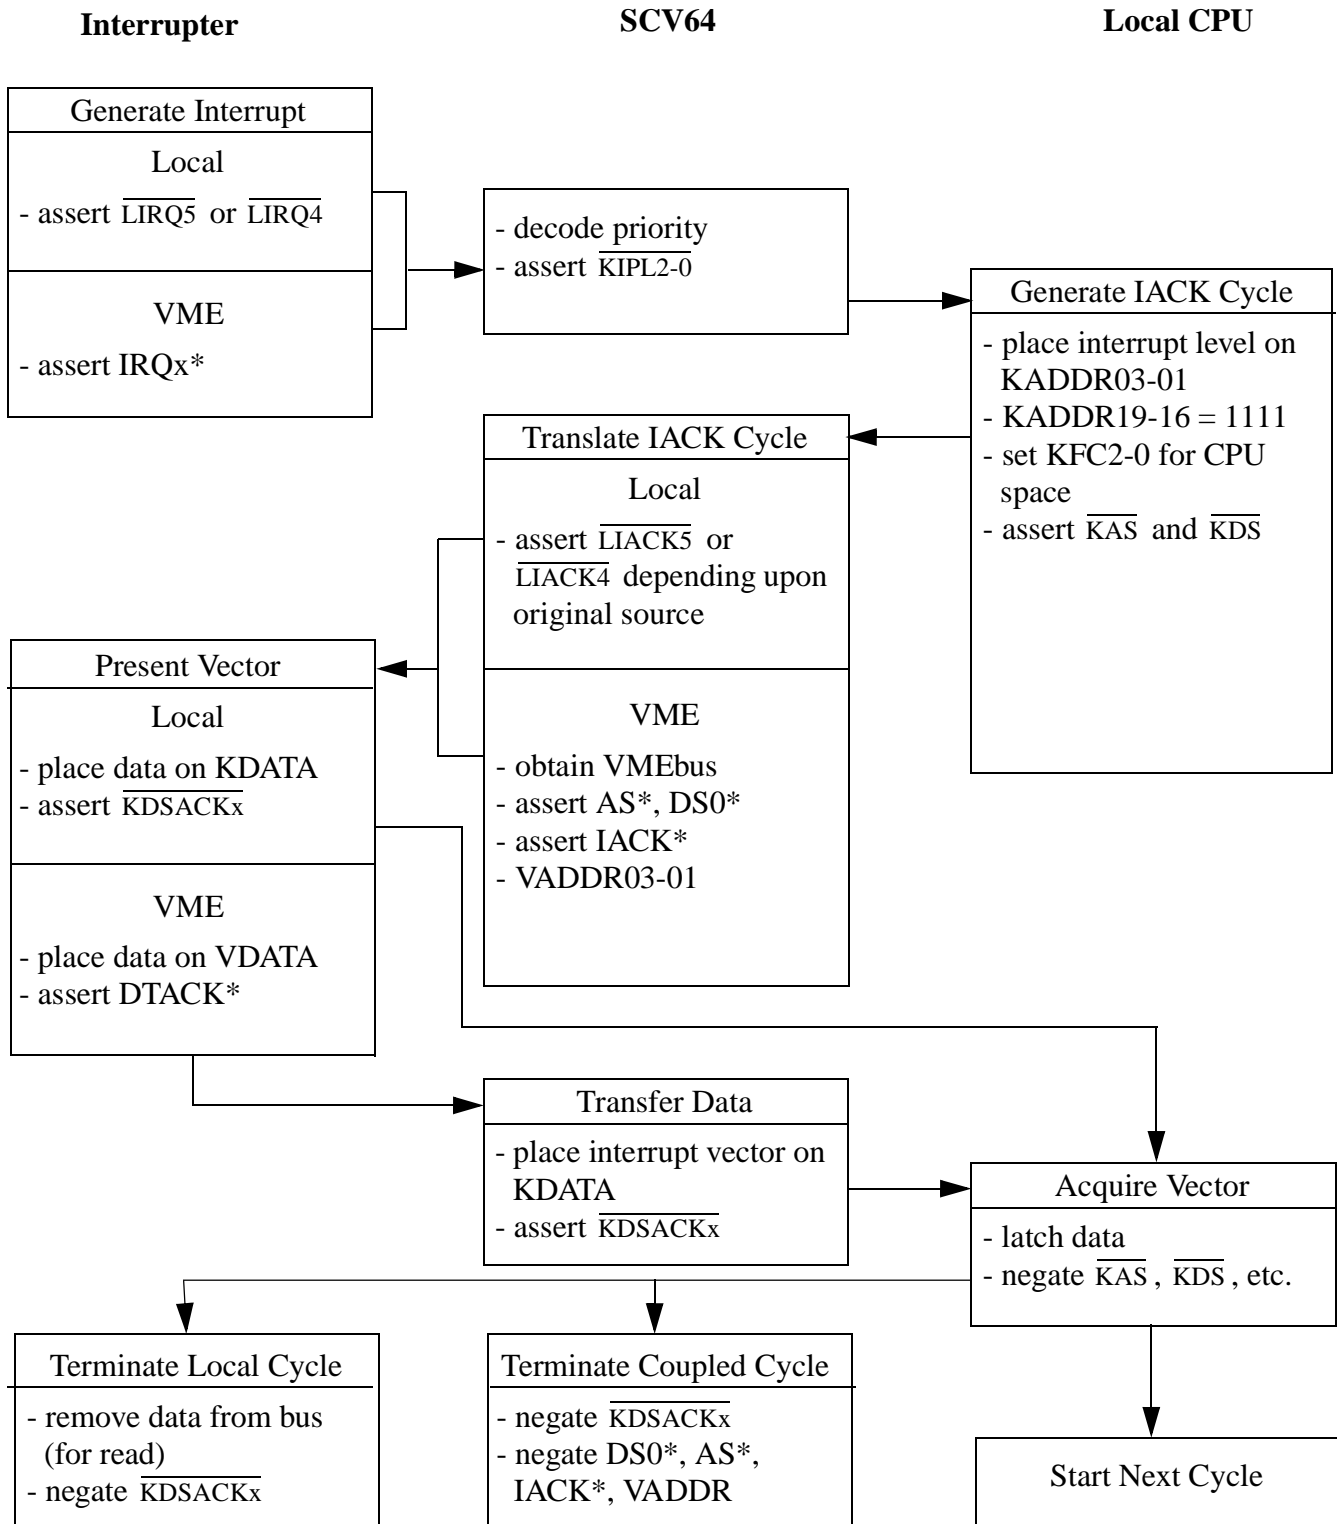 Interrupter
SCV64
Local CPU
Generate Interrupt
Local
- assert LIRQ5 or LIRQ4
VME
- assert IRQx*
- decode priority
- assert KIPL2-0
Generate IACK Cycle
- place interrupt level on
KADDR03-01
- KADDR19-16 = 1111
- set KFC2-0 for CPU
space
- assert KAS and KDS
Translate IACK Cycle
Local
- assert LIACK5 or
LIACK4 depending upon
original source
VME
- obtain VMEbus
- assert AS*, DS0*
- assert IACK*
- VADDR03-01
Present Vector
Local
- place data on KDATA
- assert KDSACKx
VME
- place data on VDATA
- assert DTACK*
Transfer Data
- place interrupt vector on
KDATA
- assert KDSACKx
Acquire Vector
- latch data
- negate KAS , KDS , etc.
Terminate Local Cycle
- remove data from bus
(for read)
- negate KDSACKx
Terminate Coupled Cycle
- negate KDSACKx
- negate DS0*, AS*,
IACK*, VADDR
Start Next Cycle